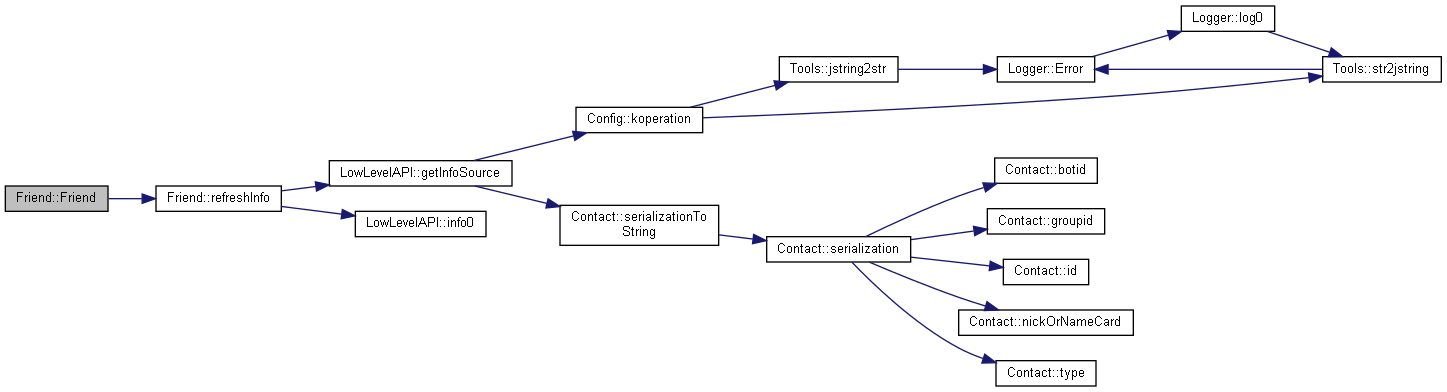 Friend::Friend
Friend::refreshInfo
LowLevelAPI::getInfoSource
LowLevelAPI::info0
Config::koperation
Contact::serializationTo
String
Tools::jstring2str
Contact::serialization
Logger::Error
Logger::log0
Tools::str2jstring
Contact::botid
Contact::groupid
Contact::id
Contact::nickOrNameCard
Contact::type